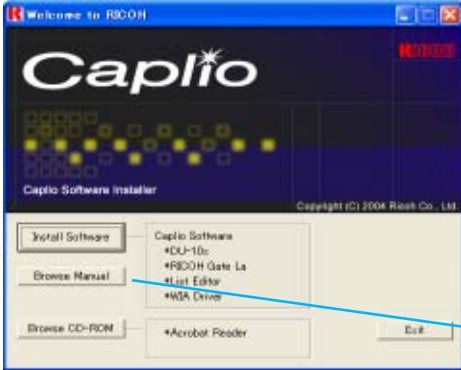 Welcome to RICOH
RICOH
Caplio
Caplio Software Installer
Copyright (C) 2004 Ricoh Co., Ltd.
Install Software
Caplio Software
*DU-10x
*RICOH Gate La
*List Editor
*WIA Driver
Browse Manual
Browse CD-ROM
*Acrobat Reader
Exit